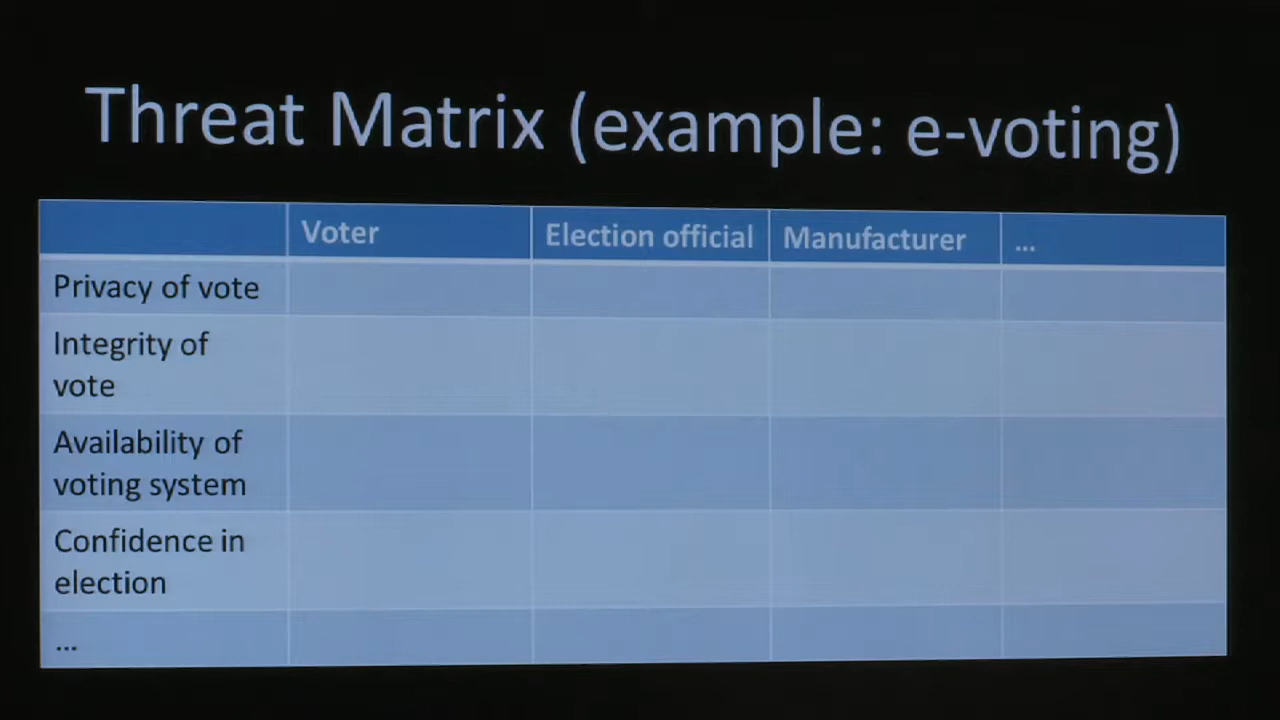 Threat Matrix (example: e-voting)
Voter Election official Manufacturer ...
Privacy of vote
Integrity of
vote
Availability of
voting system
Confidence in
election
...